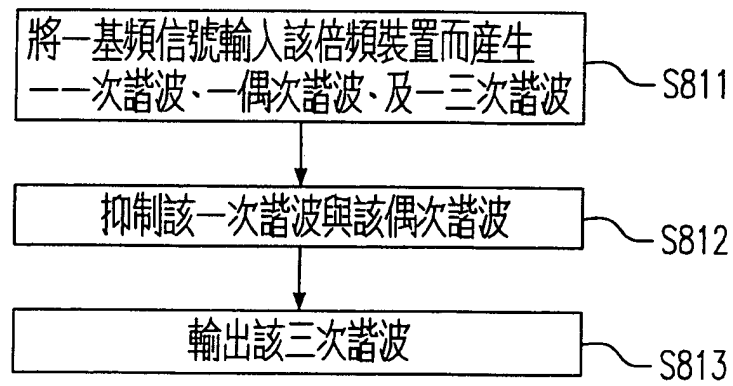 將一基頻信號輸入該倍頻裝置而產生
一一次諧波、一偶次諧波、及一三次諧波
S811
抑制該一次諧波與該偶次諧波
S812
輸出該三次諧波
S813